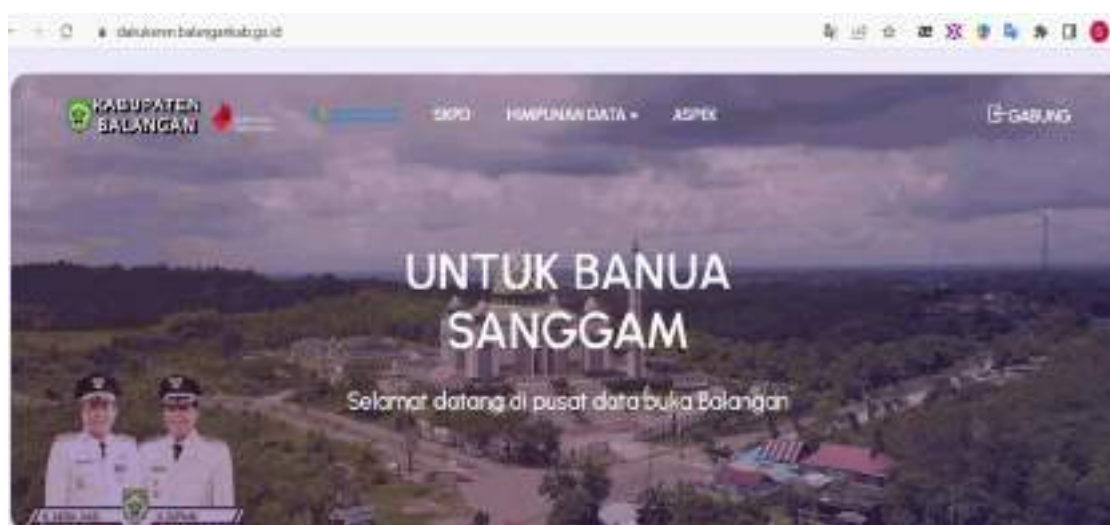 KABUPATEN
BALANGAN
SKPD
HIMPUNAN DATA
ASPEK
GABUNG
UNTUK BANUA
SANGGAM
Selamat datang di pusat data buka Balangan